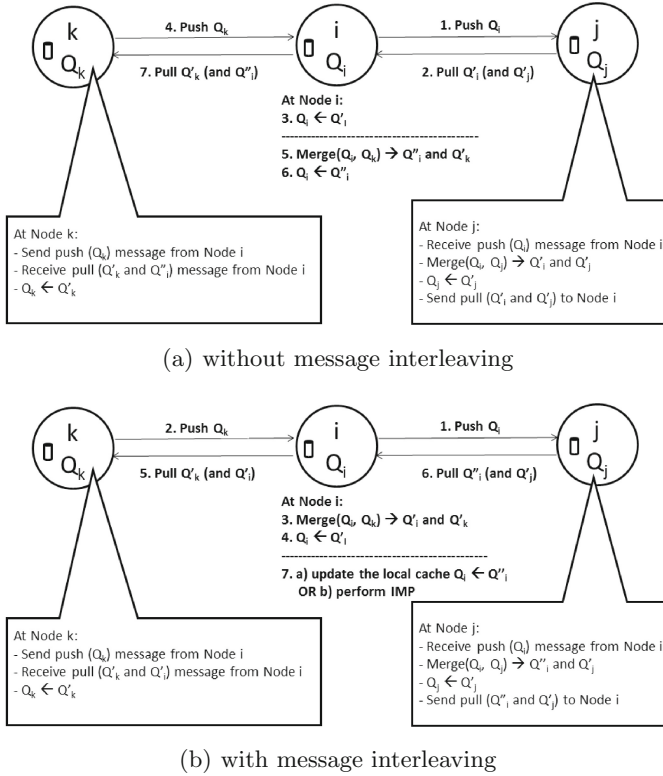 k
Q_k
4. Push Q_k
i
Q_i
1. Push Q_i
j
Q_j
7. Pull Q'_k (and Q''_i)
2. Pull Q'_i (and Q'_j)
At Node i:
3. Q_i ← Q'_I
5. Merge(Q_i, Q_k) → Q''_i and Q'_k
6. Q_i ← Q''_i
At Node k:
- Send push (Q_k) message from Node i
- Receive pull (Q'_k and Q''_i) message from Node i
- Q_k ← Q'_k
At Node j:
- Receive push (Q_i) message from Node i
- Merge(Q_i, Q_j) → Q'_i and Q'_j
- Q_j ← Q'_j
- Send pull (Q'_i and Q'_j) to Node i
(a) without message interleaving
k
Q_k
2. Push Q_k
i
Q_i
1. Push Q_i
j
Q_j
5. Pull Q'_k (and Q'_i)
6. Pull Q''_i (and Q'_j)
At Node i:
3. Merge(Q_i, Q_k) → Q'_i and Q'_k
4. Q_i ← Q'_I
7. a) update the local cache Q_i ← Q''_i
OR b) perform IMP
At Node k:
- Send push (Q_k) message from Node i
- Receive pull (Q'_k and Q'_i) message from Node i
- Q_k ← Q'_k
At Node j:
- Receive push (Q_i) message from Node i
- Merge(Q_i, Q_j) → Q''_i and Q'_j
- Q_j ← Q'_j
- Send pull (Q''_i and Q'_j) to Node i
(b) with message interleaving